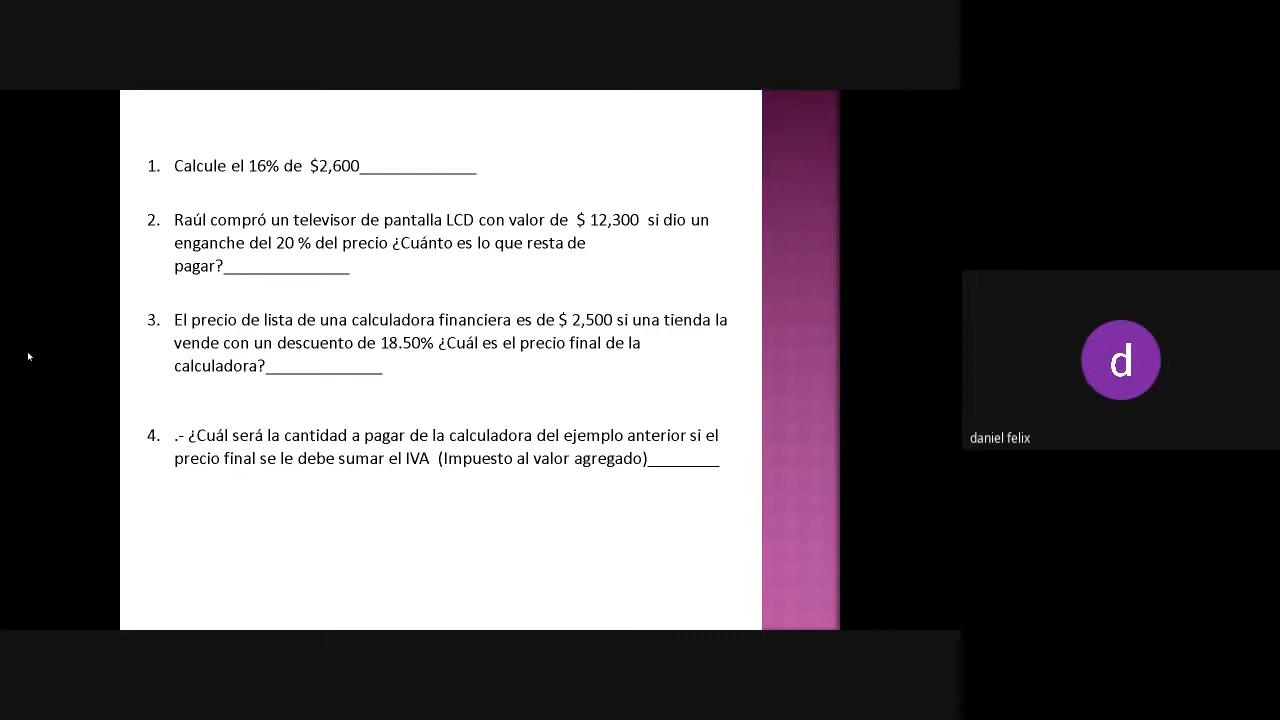 1. Calcule el 16% de $2,600______________
2. Raúl compró un televisor de pantalla LCD con valor de $ 12,300 si dio un
enganche del 20 % del precio ¿Cuánto es lo que resta de
pagar?_______________
3. El precio de lista de una calculadora financiera es de $ 2,500 si una tienda la
vende con un descuento de 18.50% ¿Cuál es el precio final de la
calculadora?______________
4. .- ¿Cuál será la cantidad a pagar de la calculadora del ejemplo anterior si el
precio final se le debe sumar el IVA (Impuesto al valor agregado)_________
d
daniel felix